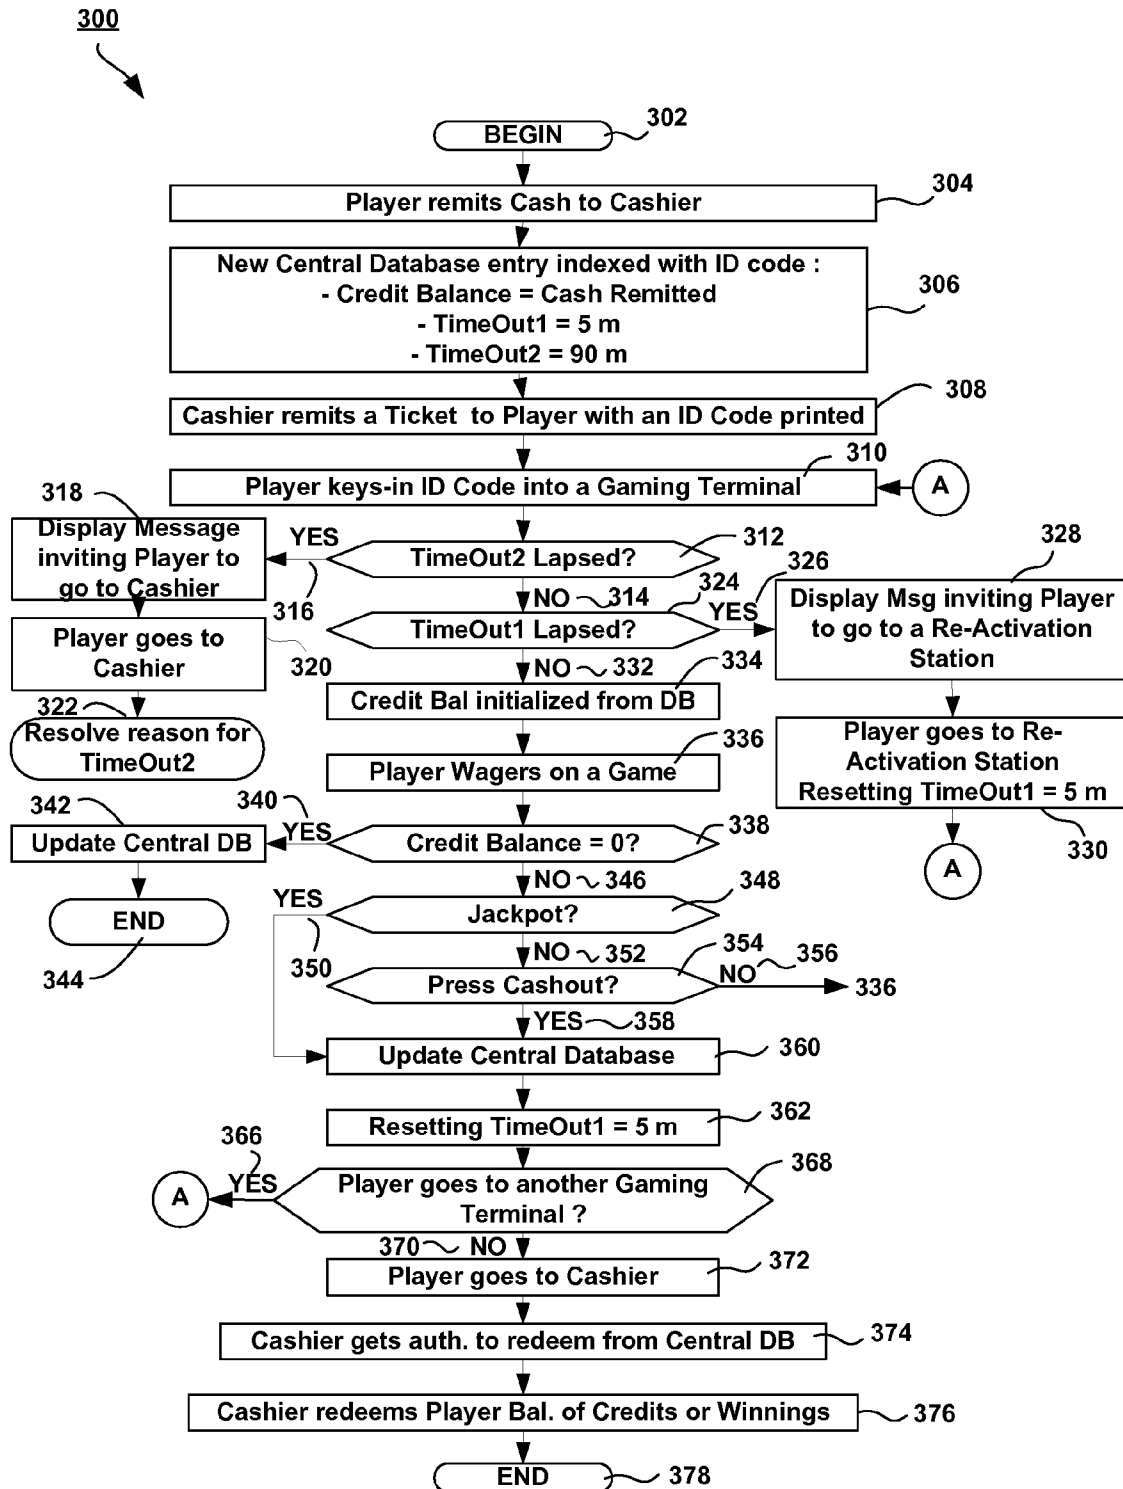 300
BEGIN
302
Player remits Cash to Cashier
304
New Central Database entry indexed with ID code :
- Credit Balance = Cash Remitted
- TimeOut1 = 5 m
- TimeOut2 = 90 m
306
Cashier remits a Ticket to Player with an ID Code printed
308
Player keys-in ID Code into a Gaming Terminal
310
A
318
Display Message
inviting Player to
go to Cashier
YES
316
TimeOut2 Lapsed?
312
NO
314
324
326
YES
328
Display Msg inviting Player
to go to a Re-Activation
Station
TimeOut1 Lapsed?
Player goes to
Cashier
320
NO
332
334
Credit Bal initialized from DB
322
Resolve reason for
TimeOut2
336
Player Wagers on a Game
Player goes to Re-
Activation Station
Resetting TimeOut1 = 5 m
330
A
342
340
Update Central DB
YES
Credit Balance = 0?
338
END
344
NO
346
348
YES
350
Jackpot?
NO
352
354
Press Cashout?
NO
356
336
YES
358
Update Central Database
360
Resetting TimeOut1 = 5 m
362
366
A
YES
Player goes to another Gaming
Terminal ?
368
370
NO
Player goes to Cashier
372
Cashier gets auth. to redeem from Central DB
374
Cashier redeems Player Bal. of Credits or Winnings
376
END
378